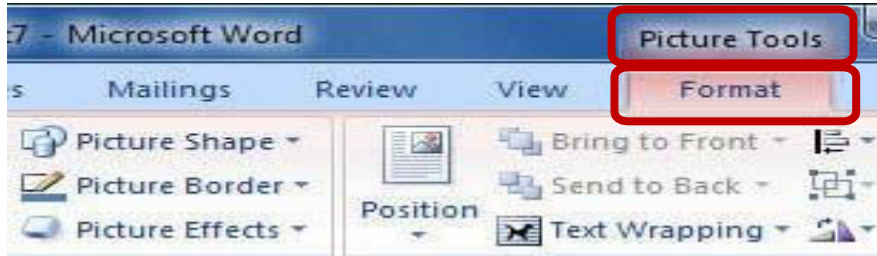 7 - Microsoft Word Picture Tools
s Mailings Review View Format
Picture Shape Bring to Front
Picture Border Send to Back
Position
Picture Effects Text Wrapping